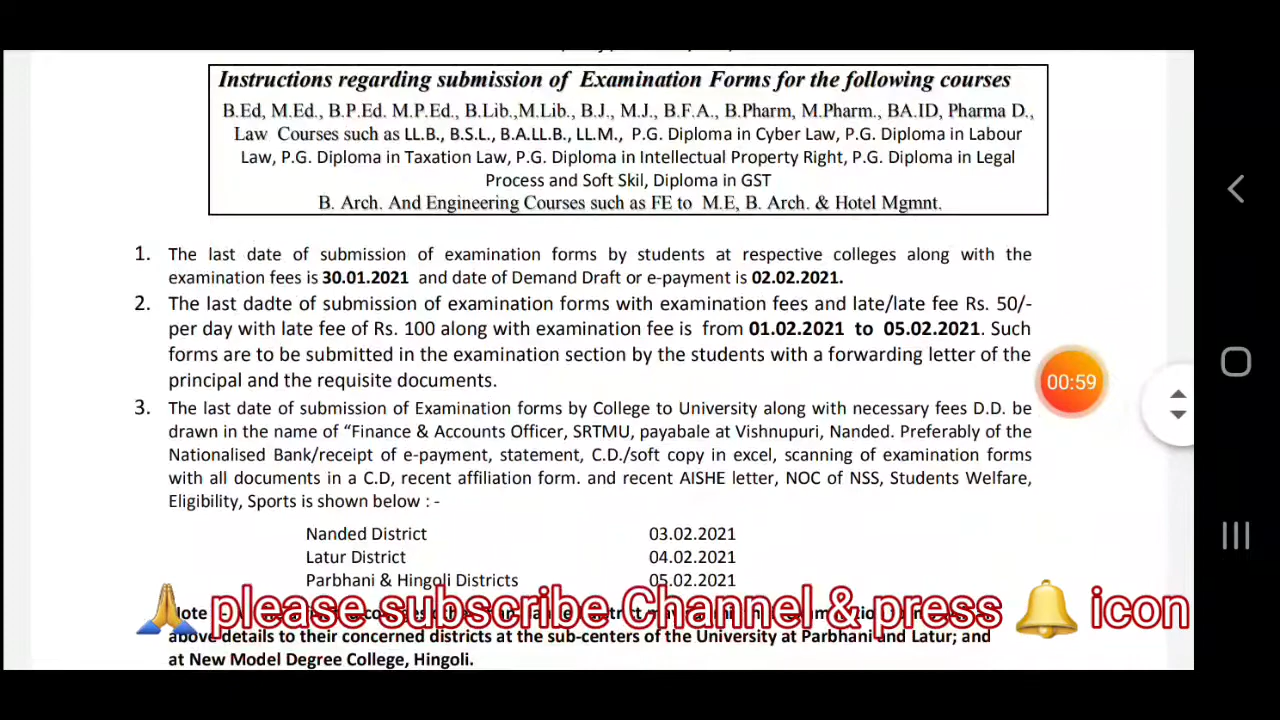 Instructions regarding submission of Examination Forms for the following courses
B.Ed, M.Ed., B.P.Ed. M.P.Ed., B.Lib.,M.Lib., B.J., M.J., B.F.A., B.Pharm, M.Pharm., BA.ID, Pharma D.,
Law Courses such as LL.B., B.S.L., B.A.LL.B., LL.M., P.G. Diploma in Cyber Law, P.G. Diploma in Labour
Law, P.G. Diploma in Taxation Law, P.G. Diploma in Intellectual Property Right, P.G. Diploma in Legal
Process and Soft Skil, Diploma in GST
B. Arch. And Engineering Courses such as FE to M.E, B. Arch. & Hotel Mgmnt.
1. The last date of submission of examination forms by students at respective colleges along with the
examination fees is 30.01.2021 and date of Demand Draft or e-payment is 02.02.2021.
2. The last dadte of submission of examination forms with examination fees and late/late fee Rs. 50/-
per day with late fee of Rs. 100 along with examination fee is from 01.02.2021 to 05.02.2021. Such
forms are to be submitted in the examination section by the students with a forwarding letter of the
principal and the requisite documents.
00:59
3. The last date of submission of Examination forms by College to University along with necessary fees D.D. be
drawn in the name of “Finance & Accounts Officer, SRTMU, payabale at Vishnupuri, Nanded. Preferably of the
Nationalised Bank/receipt of e-payment, statement, C.D./soft copy in excel, scanning of examination forms
with all documents in a C.D, recent affiliation form. and recent AISHE letter, NOC of NSS, Students Welfare,
Eligibility, Sports is shown below : -
Nanded District 03.02.2021
Latur District 04.02.2021
Parbhani & Hingoli Districts 05.02.2021
please subscribe Channel & press 🔔 icon
above details to their concerned districts at the sub-centers of the University at Parbhani and Latur; and
at New Model Degree College, Hingoli.